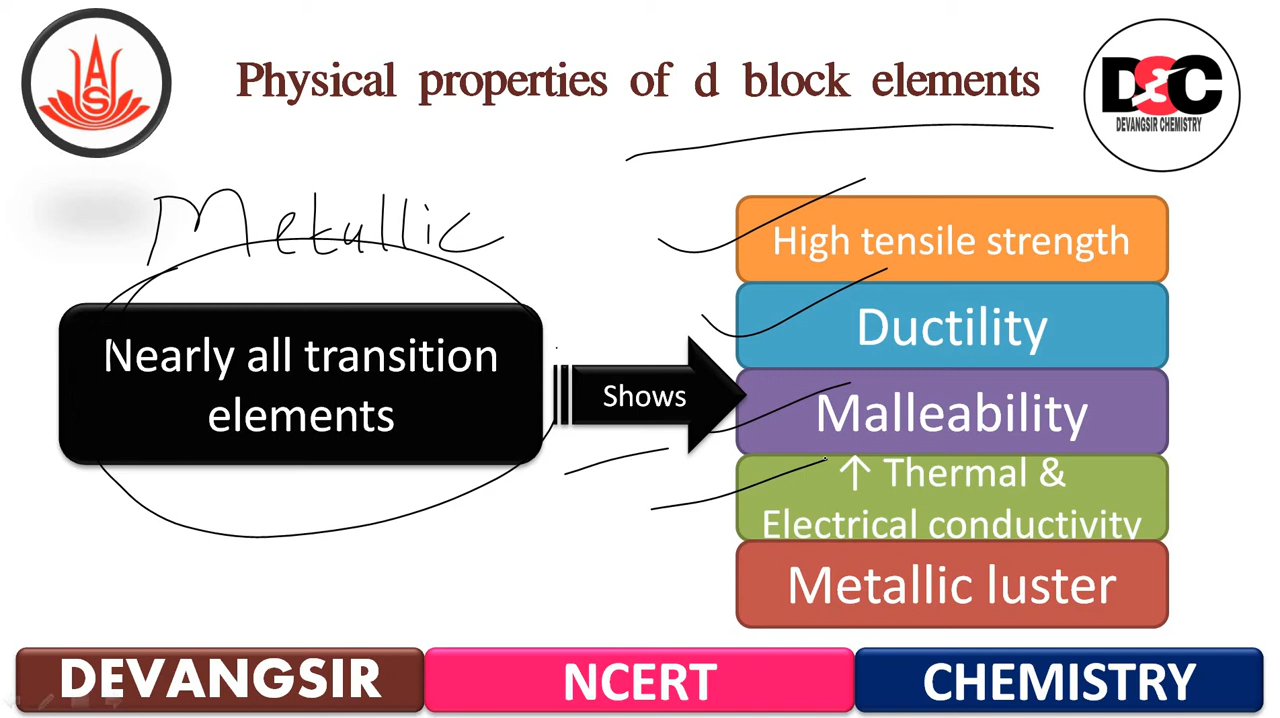 Physical properties of d block elements
DEC
DEVANGSIR CHEMISTRY
Metallic
Nearly all transition
elements
Shows
High tensile strength
Ductility
Malleability
↑ Thermal &
Electrical conductivity
Metallic luster
DEVANGSIR
NCERT
CHEMISTRY